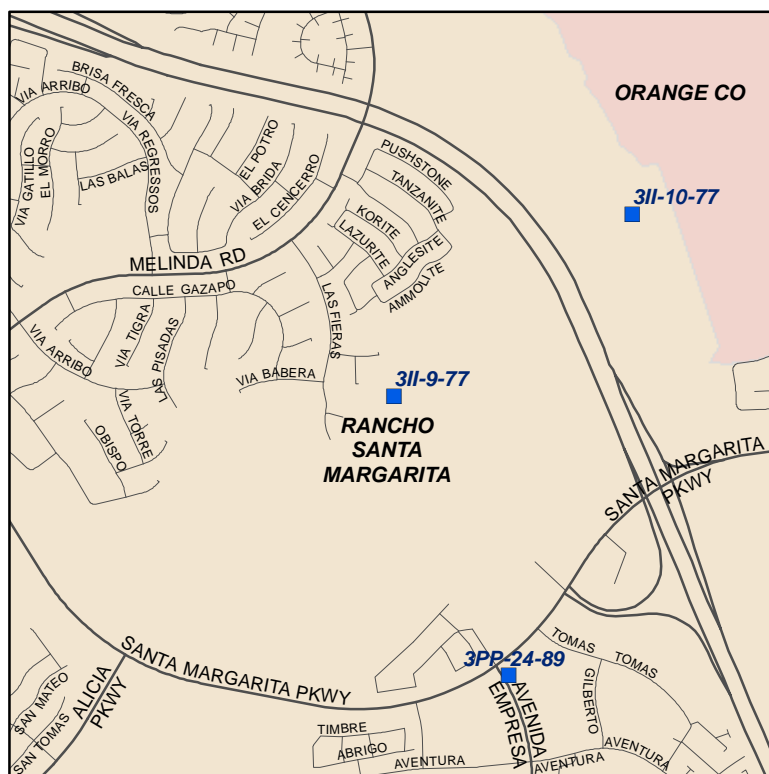 ORANGE CO
BRISA FRESCA
VIA ARRIBO
VIA REGRESSOS
VIA GATILLO
EL MORRO
LAS BALAS
EL POTRO
VIA BRIDA
EL CENCERRO
PUSHSTONE
TANZANITE
KORITE
LAZURITE
ANGLESITE
AMMOLITE
3II-10-77
MELINDA RD
CALLE GAZAPO
LAS FIERAS
VIA ARRIBO
VIA TIGRA
LAS PISADAS
VIA BABERA
3II-9-77
VIA TORRE
OBISPO
RANCHO
SANTA
MARGARITA
SANTA MARGARITA
PKWY
SANTA MARGARITA PKWY
3PP-24-89
TOMAS
TOMAS
GILBERTO
SAN MATEO
SAN TOMAS
ALICIA
PKWY
AVENIDA
EMPRESA
TIMBRE
ABRIGO
AVENTURA
AVENTURA
AVENTURA